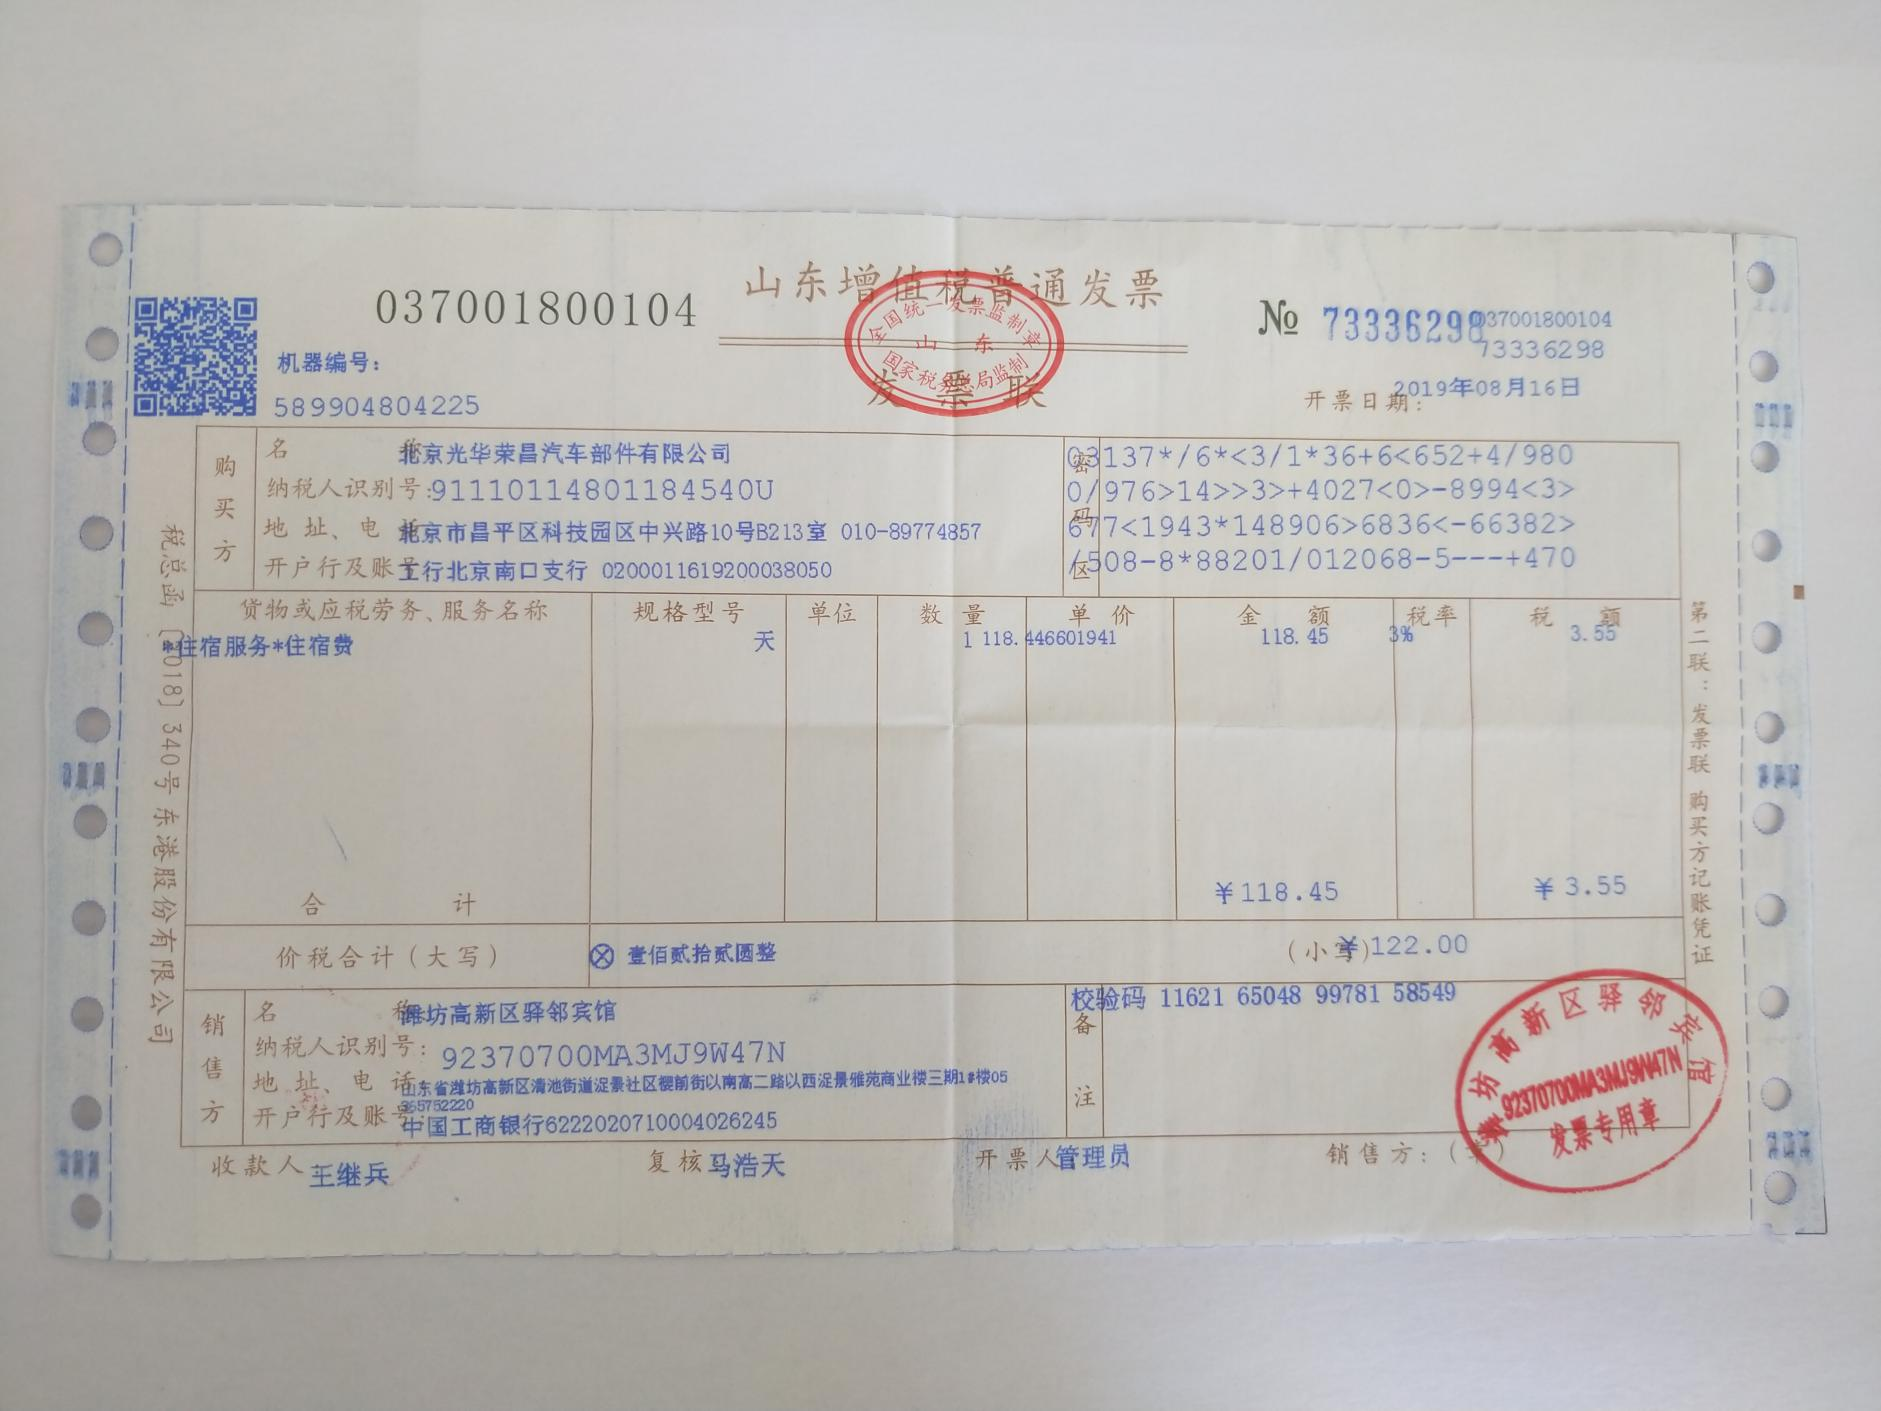 山东增值税普通发票
037001800104
全国统一发票监制章
山 东
国家税务总局监制
发 票 联
№ 73336298
037001800104
73336298
机器编号:
589904804225
开票日期: 2019年08月16日
购买方
名 称 北京光华荣昌汽车部件有限公司
纳税人识别号:91110114801184540U
地 址、电 话 北京市昌平区科技园区中兴路10号B213室 010-89774857
开户行及账号 工行北京南口支行 0200011619200038050
密码区
03137*/6*<3/1*36+6<652+4/980
0/976>14>>3>+4027<0>-8994<3>
677<1943*148906>6836<-66382>
/508-8*88201/012068-5---+470
货物或应税劳务、服务名称 规格型号 单位 数 量 单 价 金 额 税率 税 额
*住宿服务*住宿费 天 1 118.446601941 118.45 3% 3.55
合 计 ¥118.45 ¥3.55
价税合计(大写) ⊗ 壹佰贰拾贰圆整 (小写) ¥122.00
销售方
名 称 潍坊高新区驿邻宾馆
纳税人识别号: 92370700MA3MJ9W47N
地 址、电 话 山东省潍坊高新区清池街道浞景社区樱前街以南高二路以西浞景雅苑商业楼三期1#楼05
365752220
开户行及账号 中国工商银行6222020710004026245
备注
校验码 11621 65048 99781 58549
收款人 王继兵 复核 马浩天 开票人 管理员 销售方:(章)
潍坊高新区驿邻宾馆
92370700MA3MJ9W47N
发票专用章
税总函〔2018〕340号 东港股份有限公司
第二联:发票联 购买方记账凭证